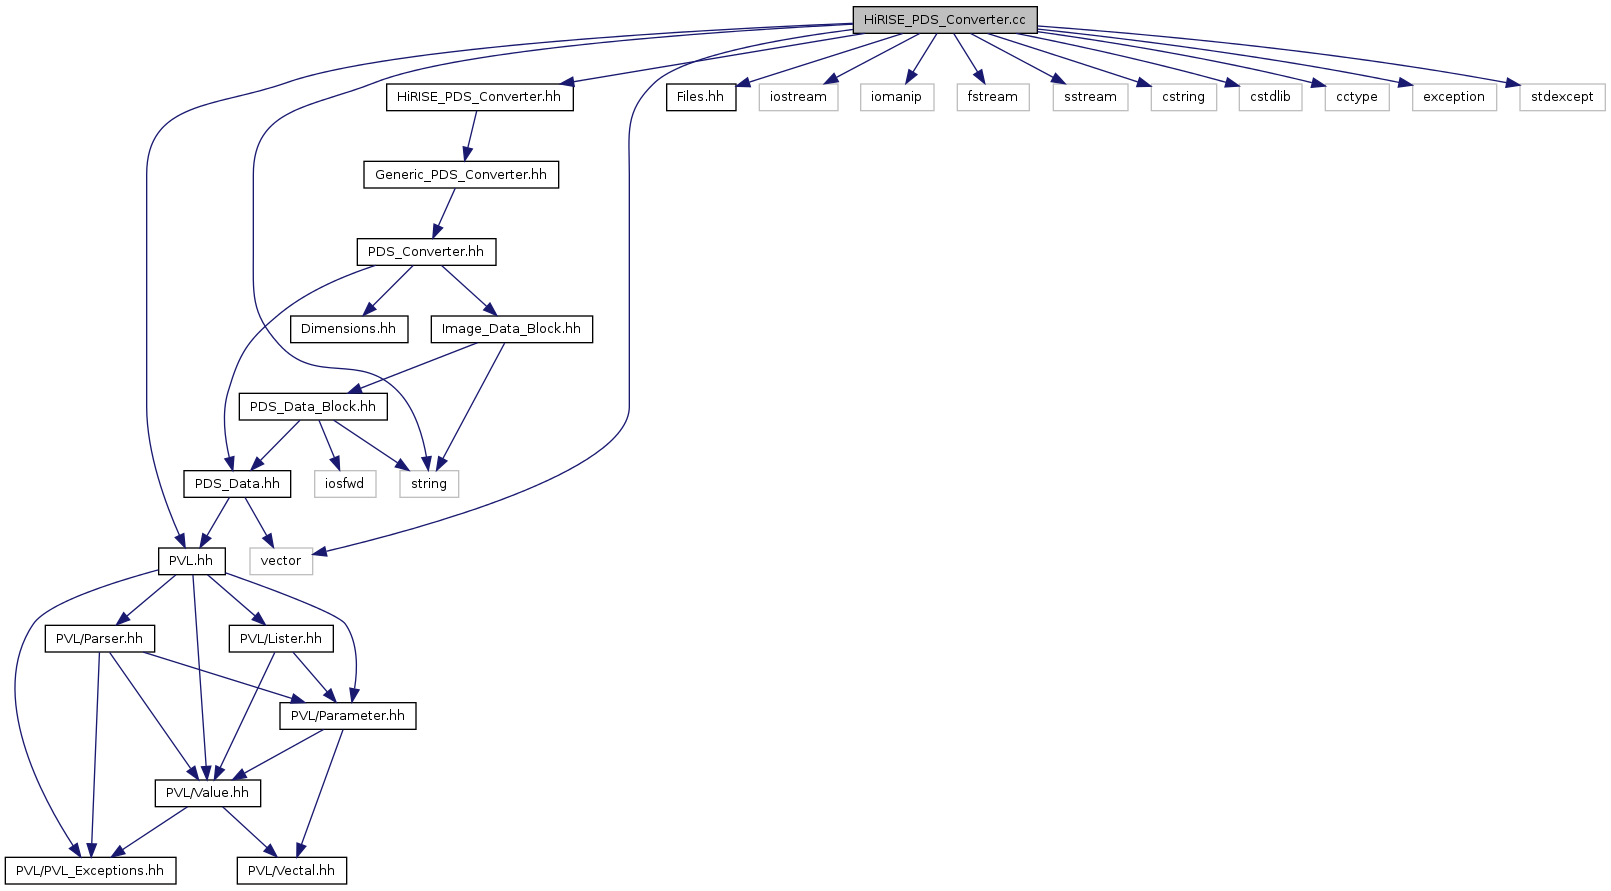 HiRISE_PDS_Converter.cc
HiRISE_PDS_Converter.hh
Files.hh
iostream
iomanip
fstream
sstream
cstring
cstdlib
cctype
exception
stdexcept
Generic_PDS_Converter.hh
PDS_Converter.hh
Dimensions.hh
Image_Data_Block.hh
PDS_Data_Block.hh
PDS_Data.hh
iosfwd
string
PVL.hh
vector
PVL/Parser.hh
PVL/Lister.hh
PVL/Parameter.hh
PVL/Value.hh
PVL/PVL_Exceptions.hh
PVL/Vectal.hh